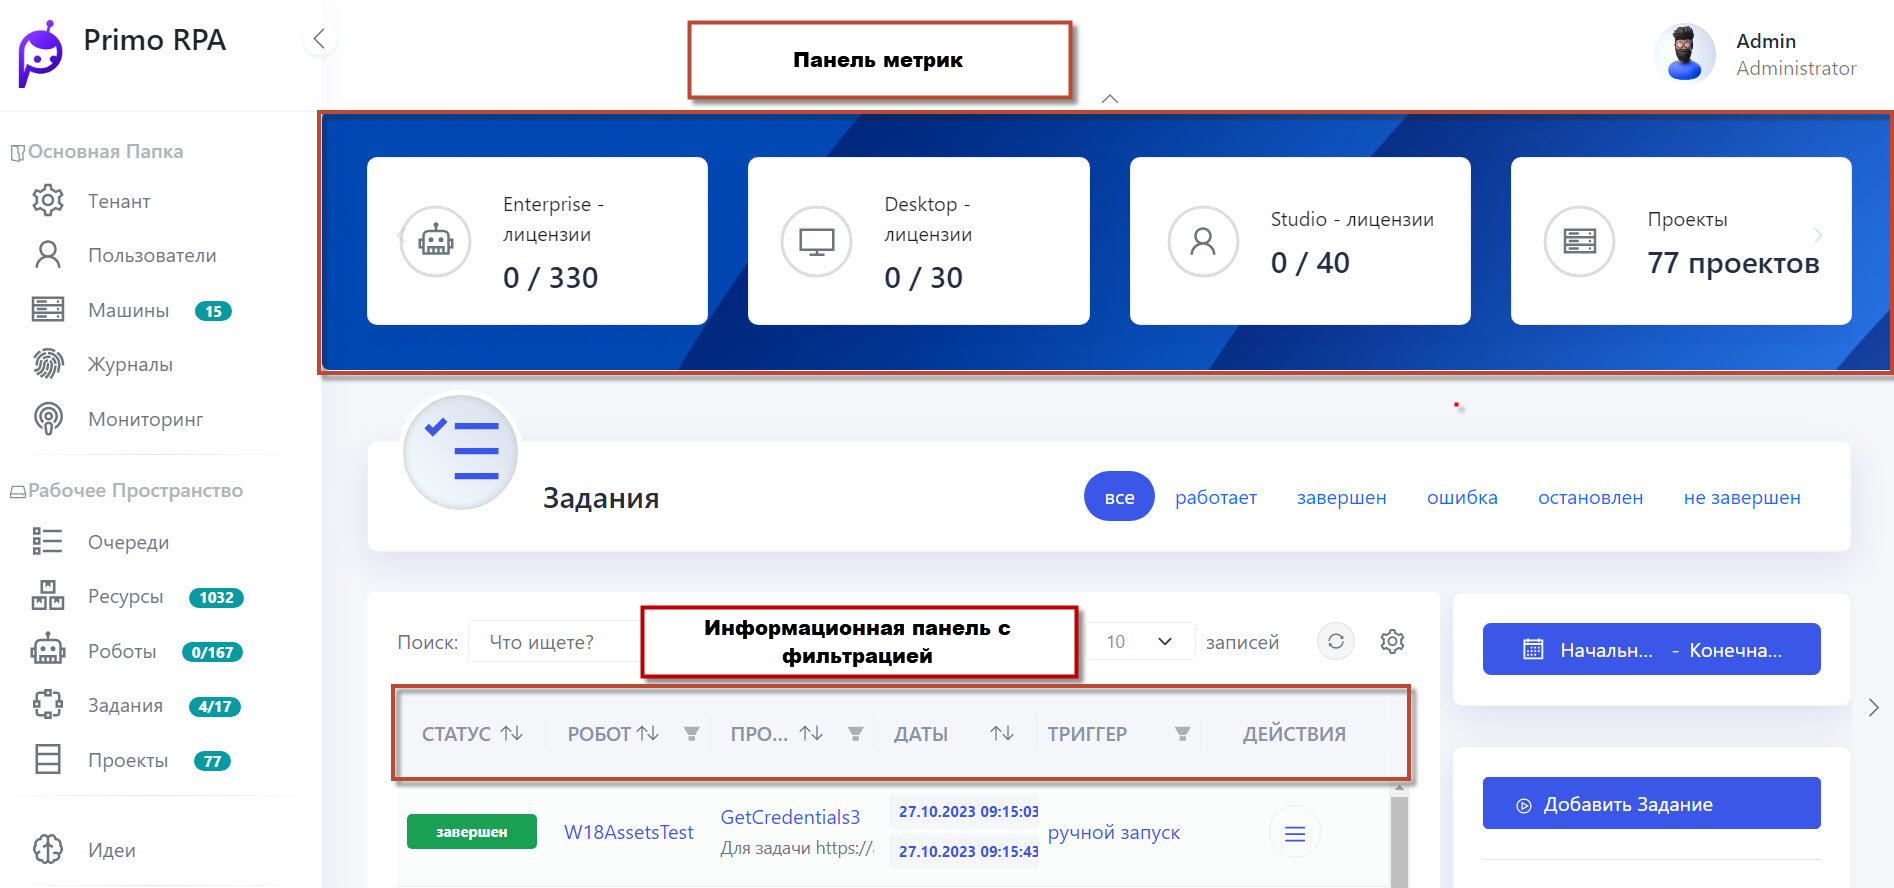 Primo RPA
Панель метрик
Admin
Administrator
Основная Папка
Тенант
Пользователи
Машины 15
Журналы
Мониторинг
Рабочее Пространство
Очереди
Ресурсы 1032
Роботы 0/167
Задания 4/17
Проекты 77
Идеи
Enterprise -
лицензии
0 / 330
Desktop -
лицензии
0 / 30
Studio - лицензии
0 / 40
Проекты
77 проектов
Задания
все работает завершен ошибка остановлен не завершен
Поиск: Что ищете?
Информационная панель с
фильтрацией
10 записей
СТАТУС РОБОТ ПРО... ДАТЫ ТРИГГЕР ДЕЙСТВИЯ
завершен
W18AssetsTest
GetCredentials3
Для задачи https://
27.10.2023 09:15:03
27.10.2023 09:15:43
ручной запуск
Начальн... - Конечна...
Добавить Задание